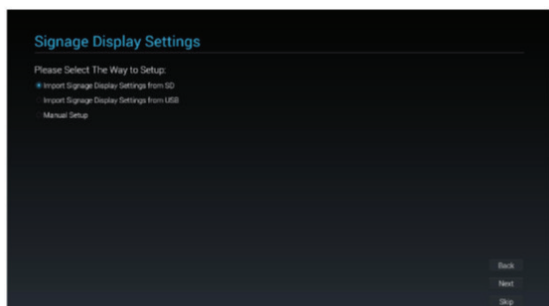 Signage Display Settings
Please Select The Way to Setup:
Import Signage Display Settings from SD
Import Signage Display Settings from USB
Manual Setup
Back
Next
Skip